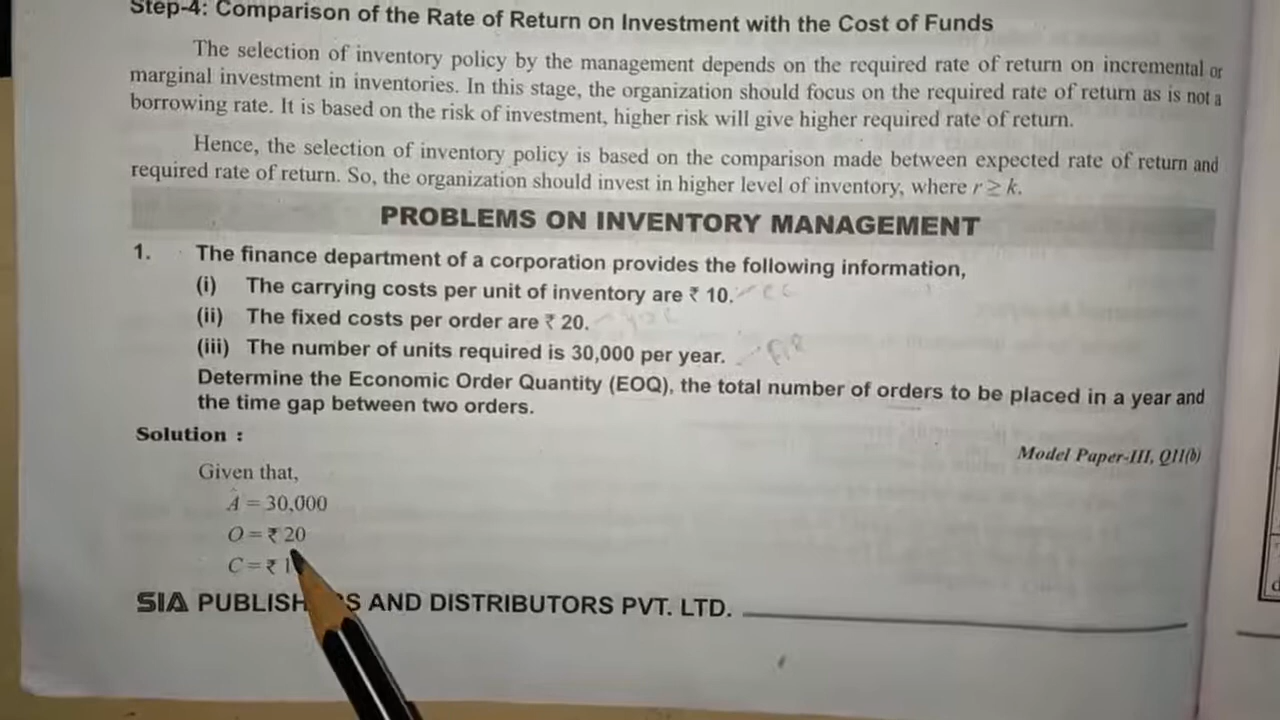 Step-4: Comparison of the Rate of Return on Investment with the Cost of Funds
The selection of inventory policy by the management depends on the required rate of return on incremental or
marginal investment in inventories. In this stage, the organization should focus on the required rate of return as is not a
borrowing rate. It is based on the risk of investment, higher risk will give higher required rate of return.
Hence, the selection of inventory policy is based on the comparison made between expected rate of return and
required rate of return. So, the organization should invest in higher level of inventory, where r ≥ k.
PROBLEMS ON INVENTORY MANAGEMENT
1. The finance department of a corporation provides the following information,
(i) The carrying costs per unit of inventory are ₹ 10.
(ii) The fixed costs per order are ₹ 20.
(iii) The number of units required is 30,000 per year.
Determine the Economic Order Quantity (EOQ), the total number of orders to be placed in a year and
the time gap between two orders.
Solution :
Model Paper-III, Q11(b)
Given that,
A = 30,000
O = ₹ 20
C = ₹ 1
SIA PUBLISH S AND DISTRIBUTORS PVT. LTD.